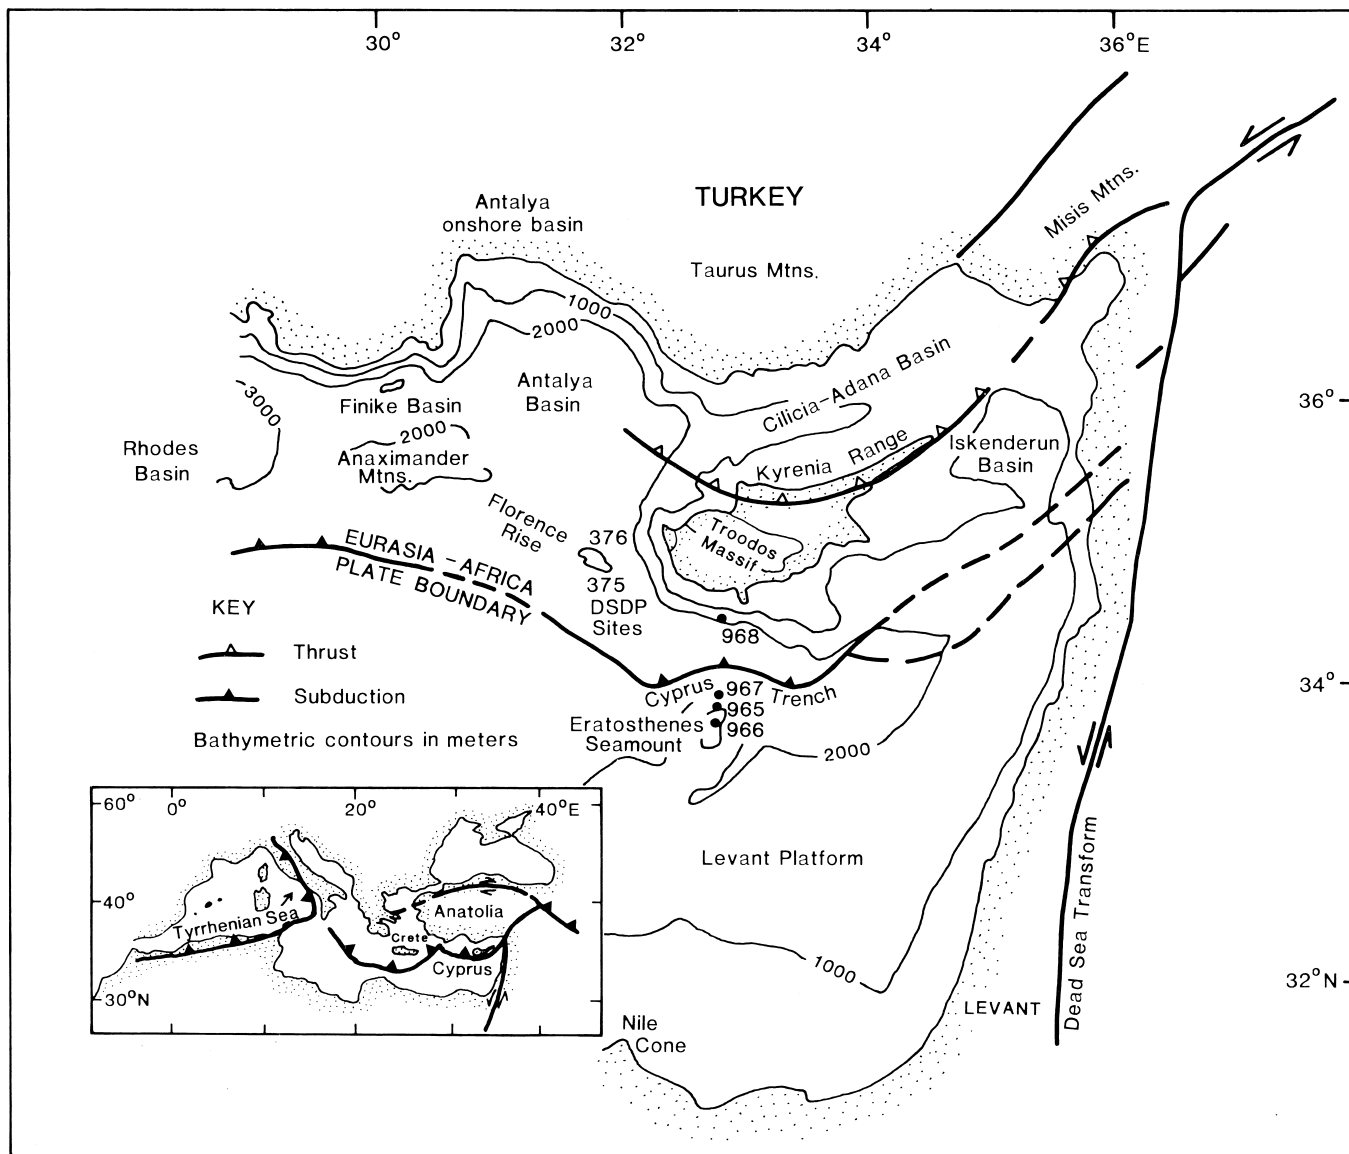 30° 32° 34° 36°E
TURKEY
Antalya
onshore basin
Taurus Mtns.
Misis Mtns.
1000
2000
-3000
Antalya
Basin
Finike Basin
2000
Anaximander
Mtns.
Rhodes
Basin
Cilicia-Adana Basin
Kyrenia Range
Iskenderun
Basin
36°
Florence
Rise
376
375
DSDP
Sites
Troodos
Massif
EURASIA - AFRICA
PLATE BOUNDARY
968
KEY
Thrust
Subduction
Bathymetric contours in meters
Cyprus Trench
967
965
966
Eratosthenes
Seamount
34°
2000
Levant Platform
Dead Sea Transform
1000
LEVANT
32°N
Nile
Cone
60° 0° 20° 40°E
40°
Tyrrhenian Sea
Anatolia
Crete
Cyprus
30°N